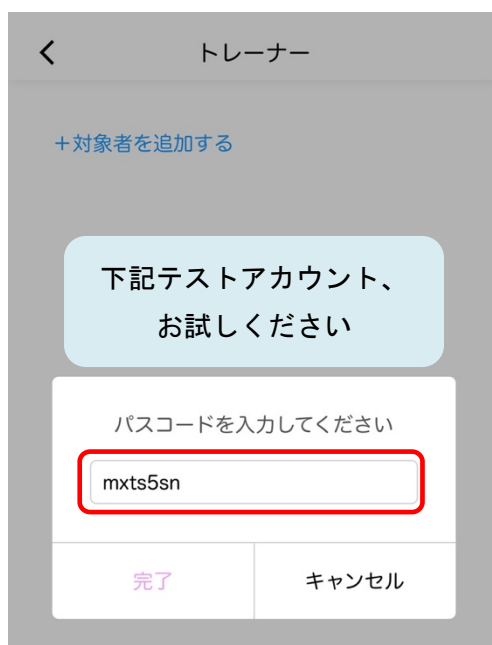 トレーナー
+対象者を追加する
下記テストアカウント、
お試しください
パスコードを入力してください
mxts5sn
完了 キャンセル